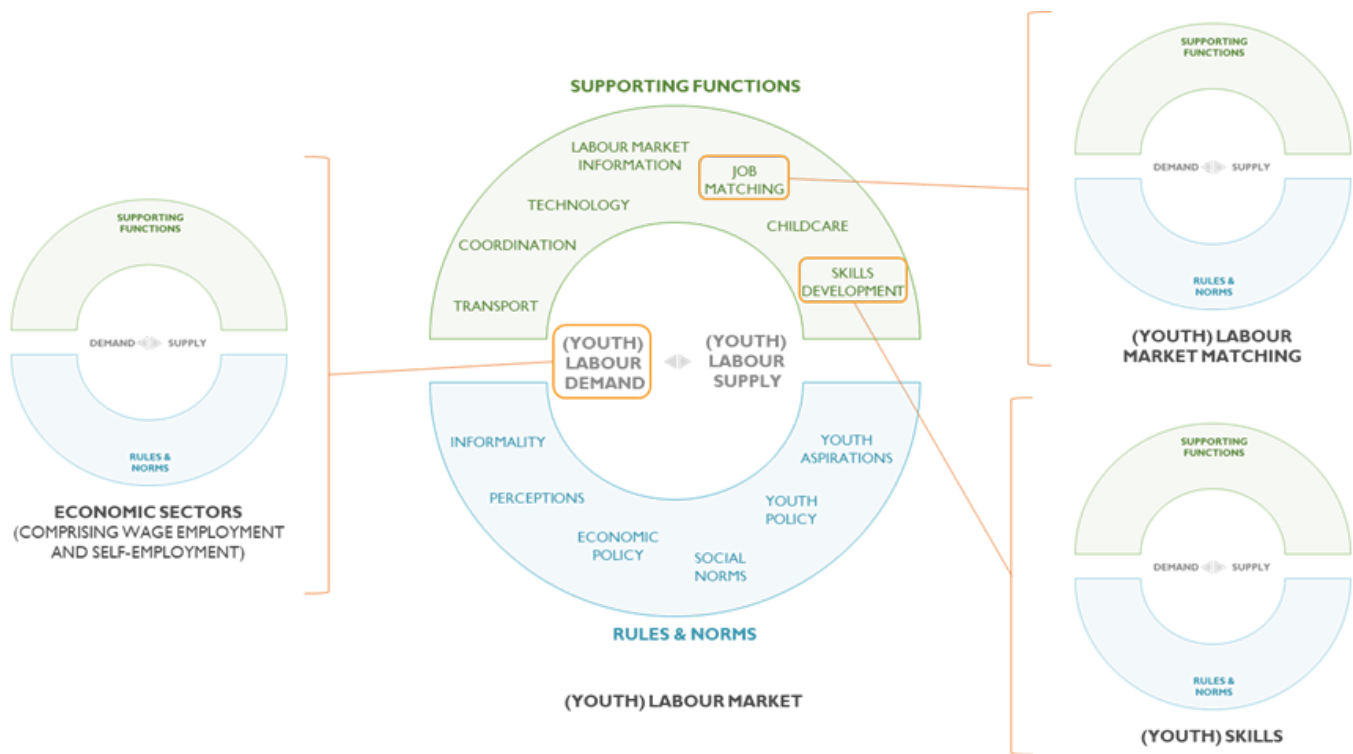 SUPPORTING
FUNCTIONS
DEMAND SUPPLY
RULES &
NORMS
ECONOMIC SECTORS
(COMPRISING WAGE EMPLOYMENT
AND SELF-EMPLOYMENT)
SUPPORTING FUNCTIONS
LABOUR MARKET
INFORMATION
JOB
MATCHING
TECHNOLOGY
CHILDCARE
COORDINATION
SKILLS
DEVELOPMENT
TRANSPORT
(YOUTH)
LABOUR
DEMAND
(YOUTH)
LABOUR
SUPPLY
INFORMALITY
YOUTH
ASPIRATIONS
PERCEPTIONS
YOUTH
POLICY
ECONOMIC
POLICY
SOCIAL
NORMS
RULES & NORMS
(YOUTH) LABOUR MARKET
SUPPORTING
FUNCTIONS
DEMAND SUPPLY
RULES &
NORMS
(YOUTH) LABOUR
MARKET MATCHING
SUPPORTING
FUNCTIONS
DEMAND SUPPLY
RULES &
NORMS
(YOUTH) SKILLS